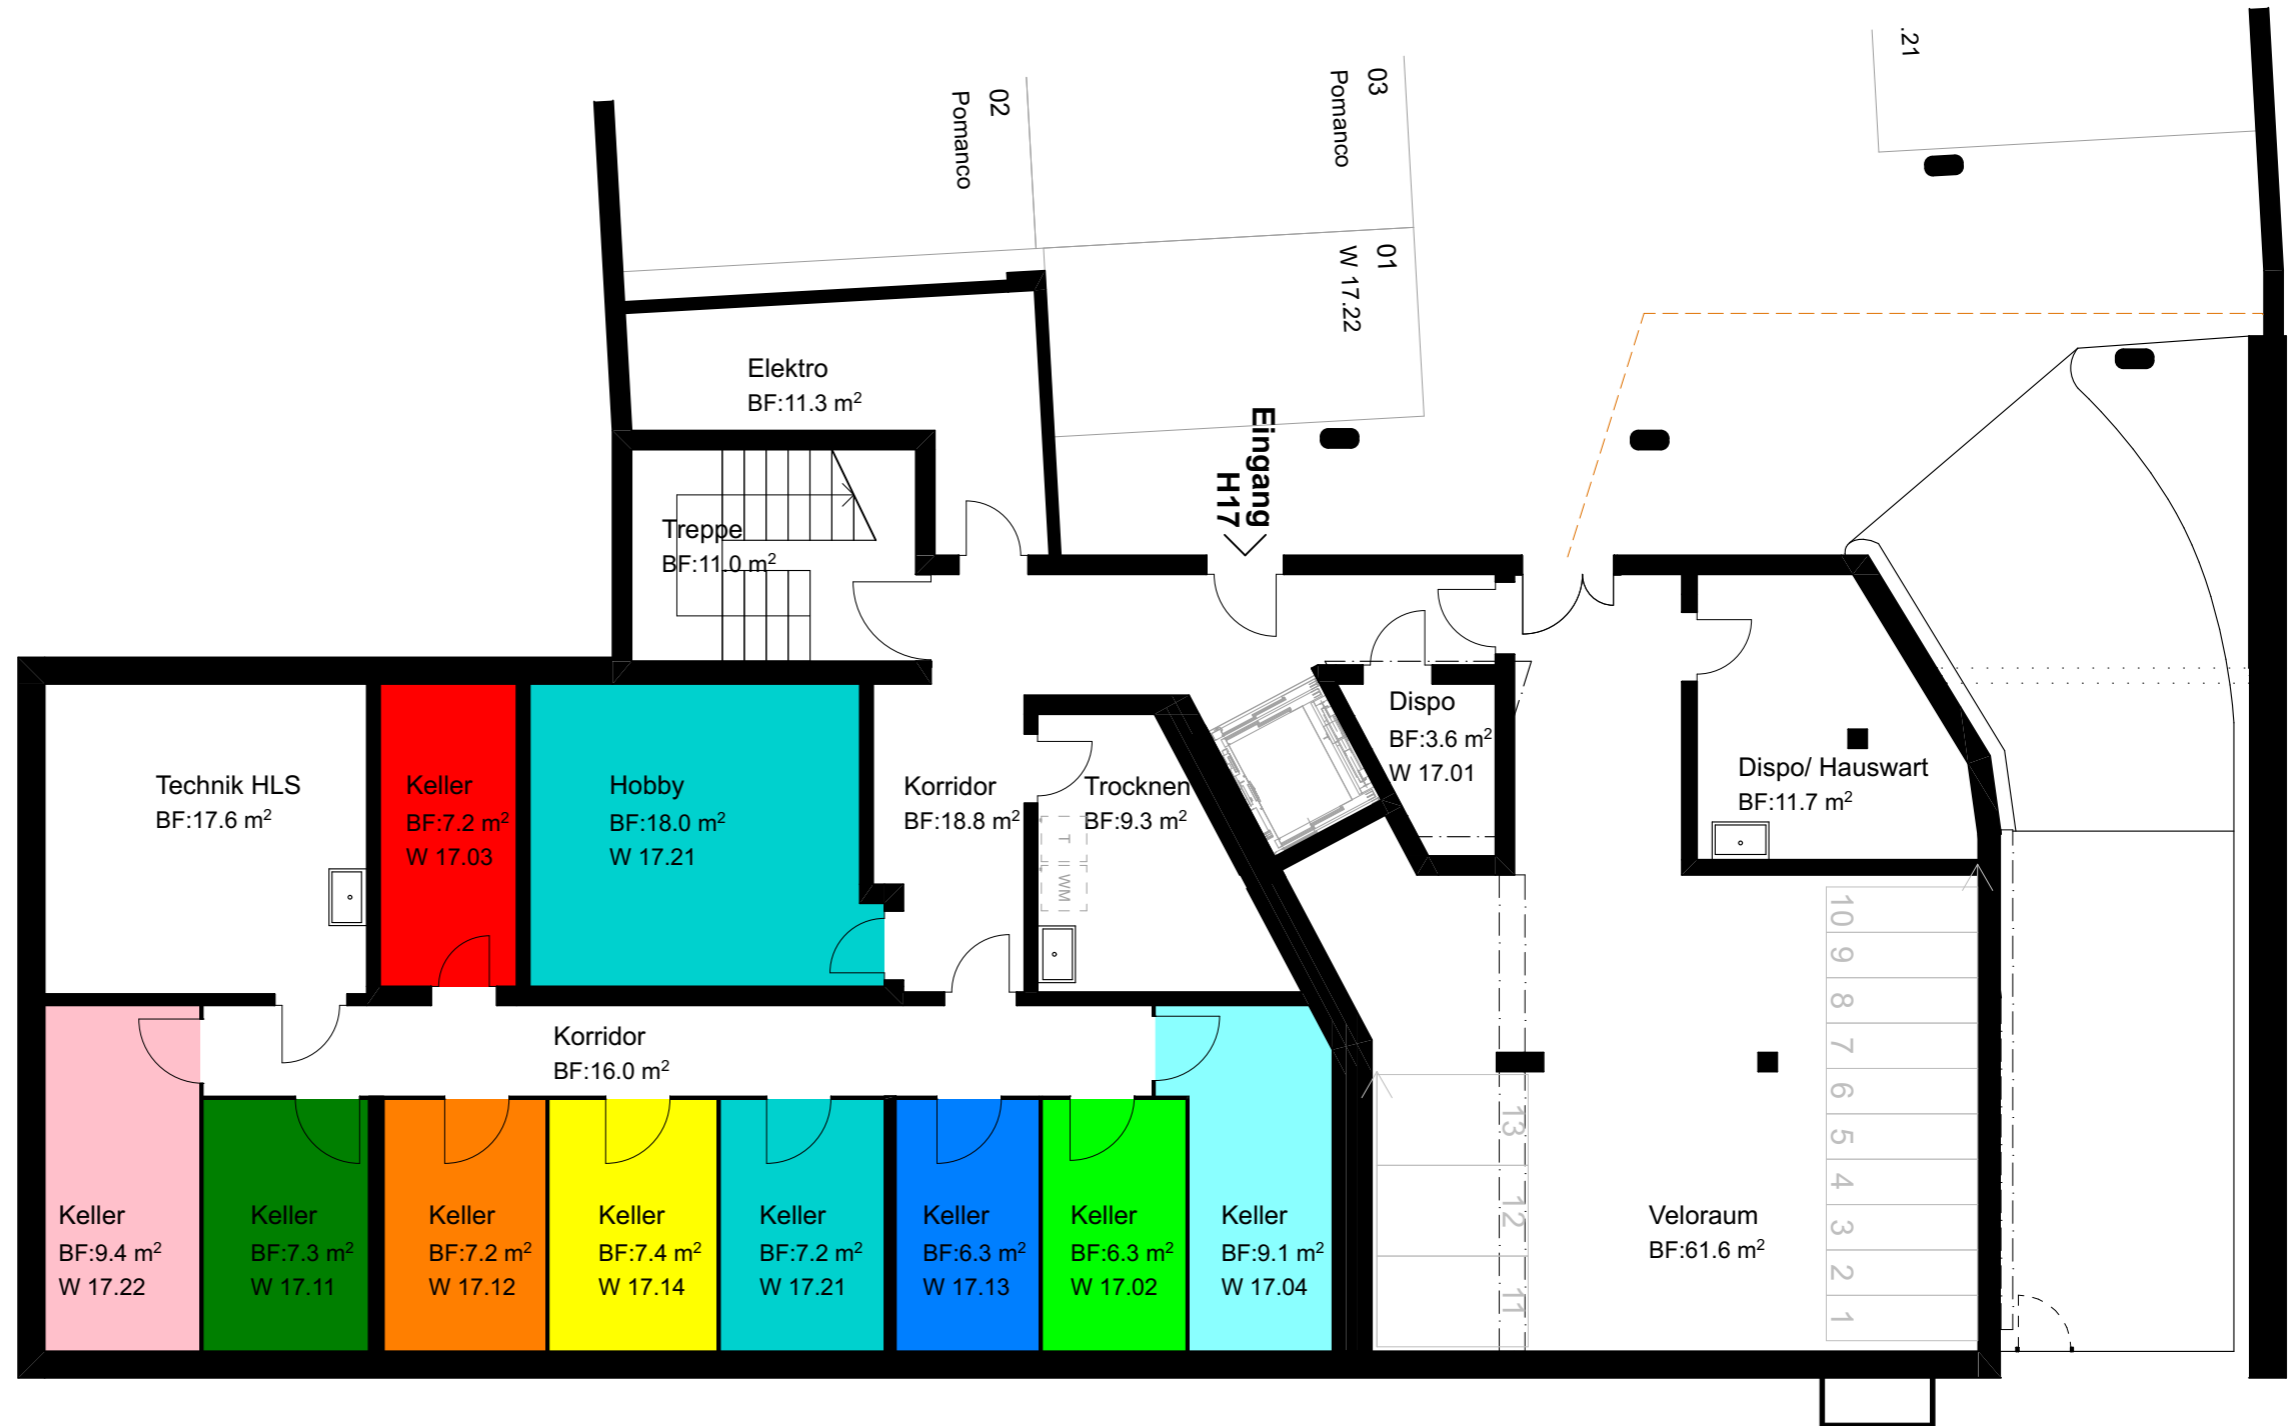 02
Pomanco
03
Pomanco
.21
01
W 17.22
Elektro
BF:11.3 m²
Eingang
H17
Treppe
BF:11.0 m²
Technik HLS
BF:17.6 m²
Keller
BF:7.2 m²
W 17.03
Hobby
BF:18.0 m²
W 17.21
Korridor
BF:18.8 m²
Trocknen
BF:9.3 m²
T
WM
Dispo
BF:3.6 m²
W 17.01
Dispo/ Hauswart
BF:11.7 m²
Korridor
BF:16.0 m²
Keller
BF:9.4 m²
W 17.22
Keller
BF:7.3 m²
W 17.11
Keller
BF:7.2 m²
W 17.12
Keller
BF:7.4 m²
W 17.14
Keller
BF:7.2 m²
W 17.21
Keller
BF:6.3 m²
W 17.13
Keller
BF:6.3 m²
W 17.02
Keller
BF:9.1 m²
W 17.04
13
12
11
Veloraum
BF:61.6 m²
10
9
8
7
6
5
4
3
2
1